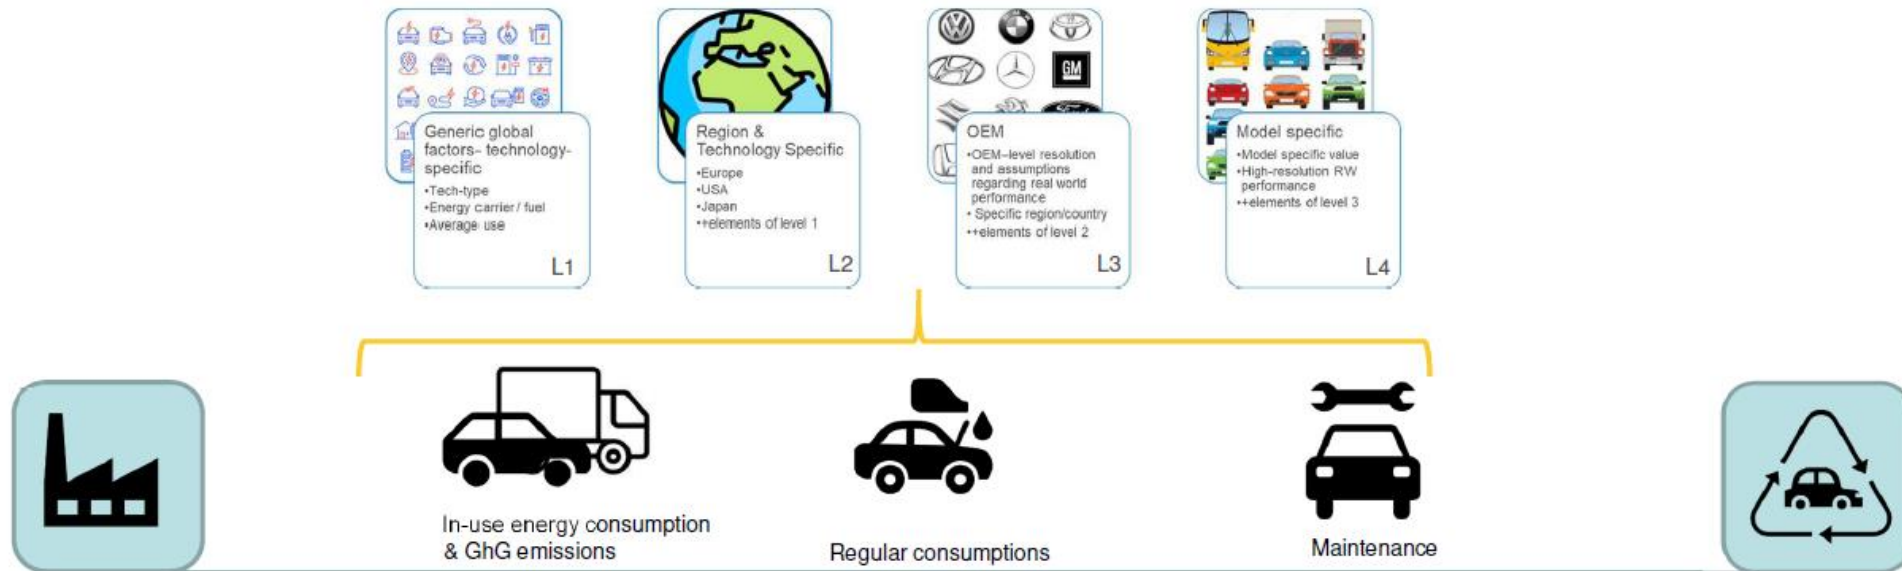 GM
Ford
Generic global
factors- technology-
specific
•Tech-type
•Energy carrier / fuel
•Average use
L1
Region &
Technology Specific
•Europe
•USA
•Japan
•+elements of level 1
L2
OEM
•OEM–level resolution
and assumptions
regarding real world
performance
• Specific region/country
•+elements of level 2
L3
Model specific
•Model specific value
•High-resolution RW
performance
•+elements of level 3
L4
In-use energy consumption
& GhG emissions
Regular consumptions
Maintenance